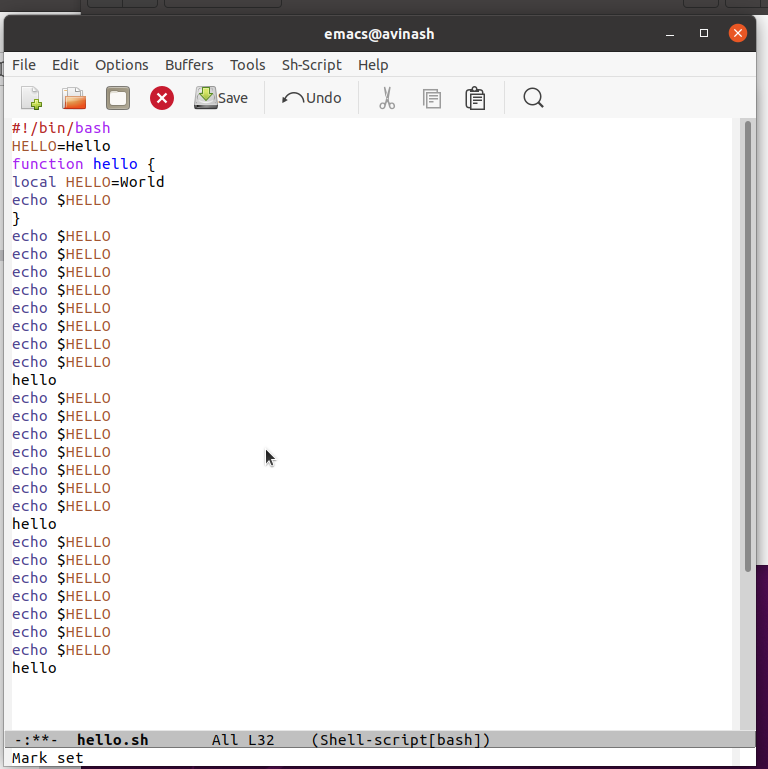 emacs@avinash
File Edit Options Buffers Tools Sh-Script Help
Save Undo
#!/bin/bash
HELLO=Hello
function hello {
local HELLO=World
echo $HELLO
}
echo $HELLO
echo $HELLO
echo $HELLO
echo $HELLO
echo $HELLO
echo $HELLO
echo $HELLO
echo $HELLO
hello
echo $HELLO
echo $HELLO
echo $HELLO
echo $HELLO
echo $HELLO
echo $HELLO
echo $HELLO
hello
echo $HELLO
echo $HELLO
echo $HELLO
echo $HELLO
echo $HELLO
echo $HELLO
echo $HELLO
hello
-:**- hello.sh All L32 (Shell-script[bash])
Mark set